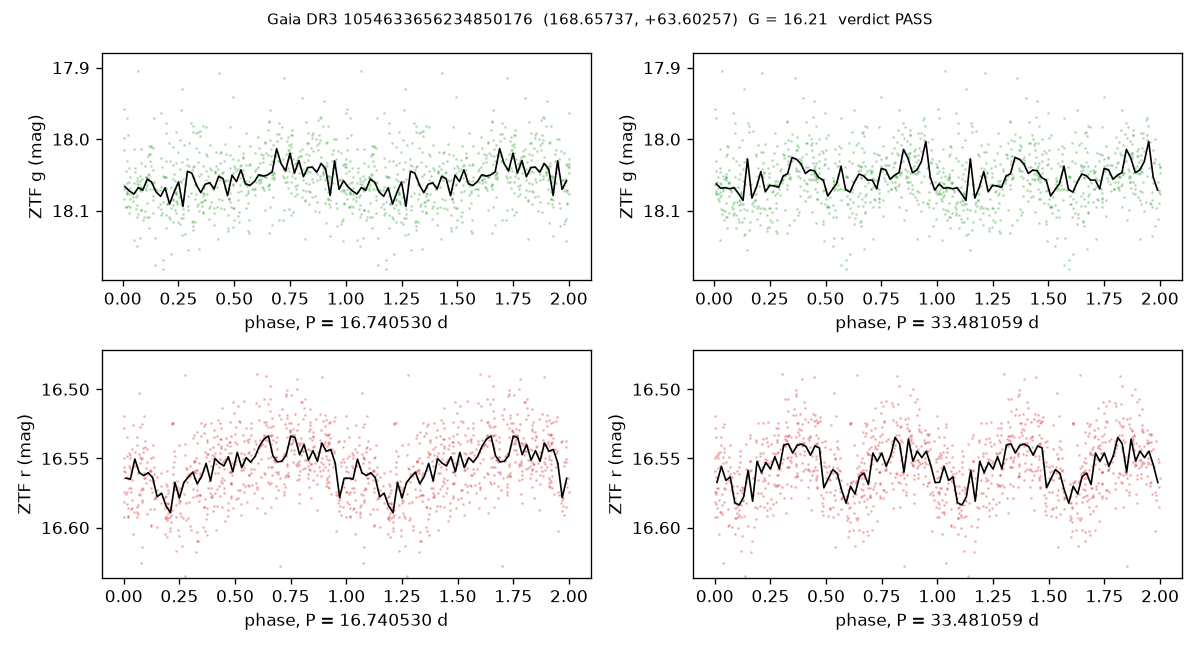 Gaia DR3 1054633656234850176 (168.65737, +63.60257) G = 16.21 verdict PASS
ZTF g (mag)
17.9
18.0
18.1
0.00 0.25 0.50 0.75 1.00 1.25 1.50 1.75 2.00
phase, P = 16.740530 d
ZTF g (mag)
17.9
18.0
18.1
0.00 0.25 0.50 0.75 1.00 1.25 1.50 1.75 2.00
phase, P = 33.481059 d
ZTF r (mag)
16.50
16.55
16.60
0.00 0.25 0.50 0.75 1.00 1.25 1.50 1.75 2.00
phase, P = 16.740530 d
ZTF r (mag)
16.50
16.55
16.60
0.00 0.25 0.50 0.75 1.00 1.25 1.50 1.75 2.00
phase, P = 33.481059 d